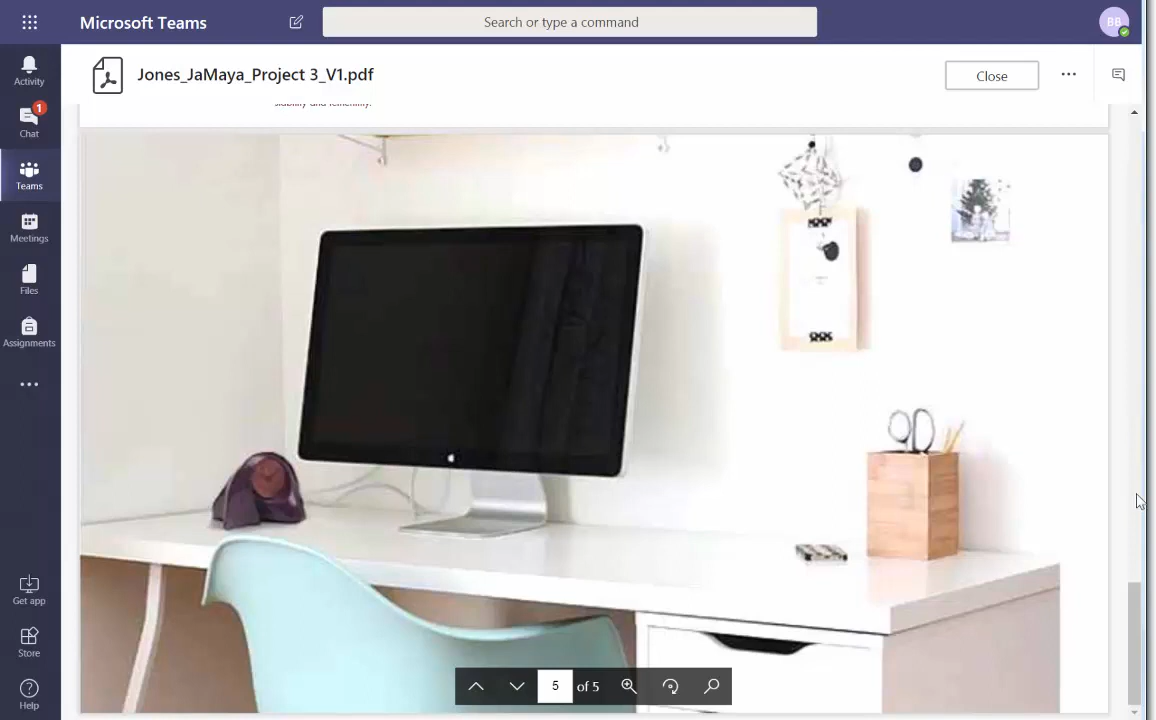 Microsoft Teams
Search or type a command
BB
Activity
Jones_JaMaya_Project 3_V1.pdf
Close
1
Chat
Teams
Meetings
Files
Assignments
Get app
Store
Help
5 of 5